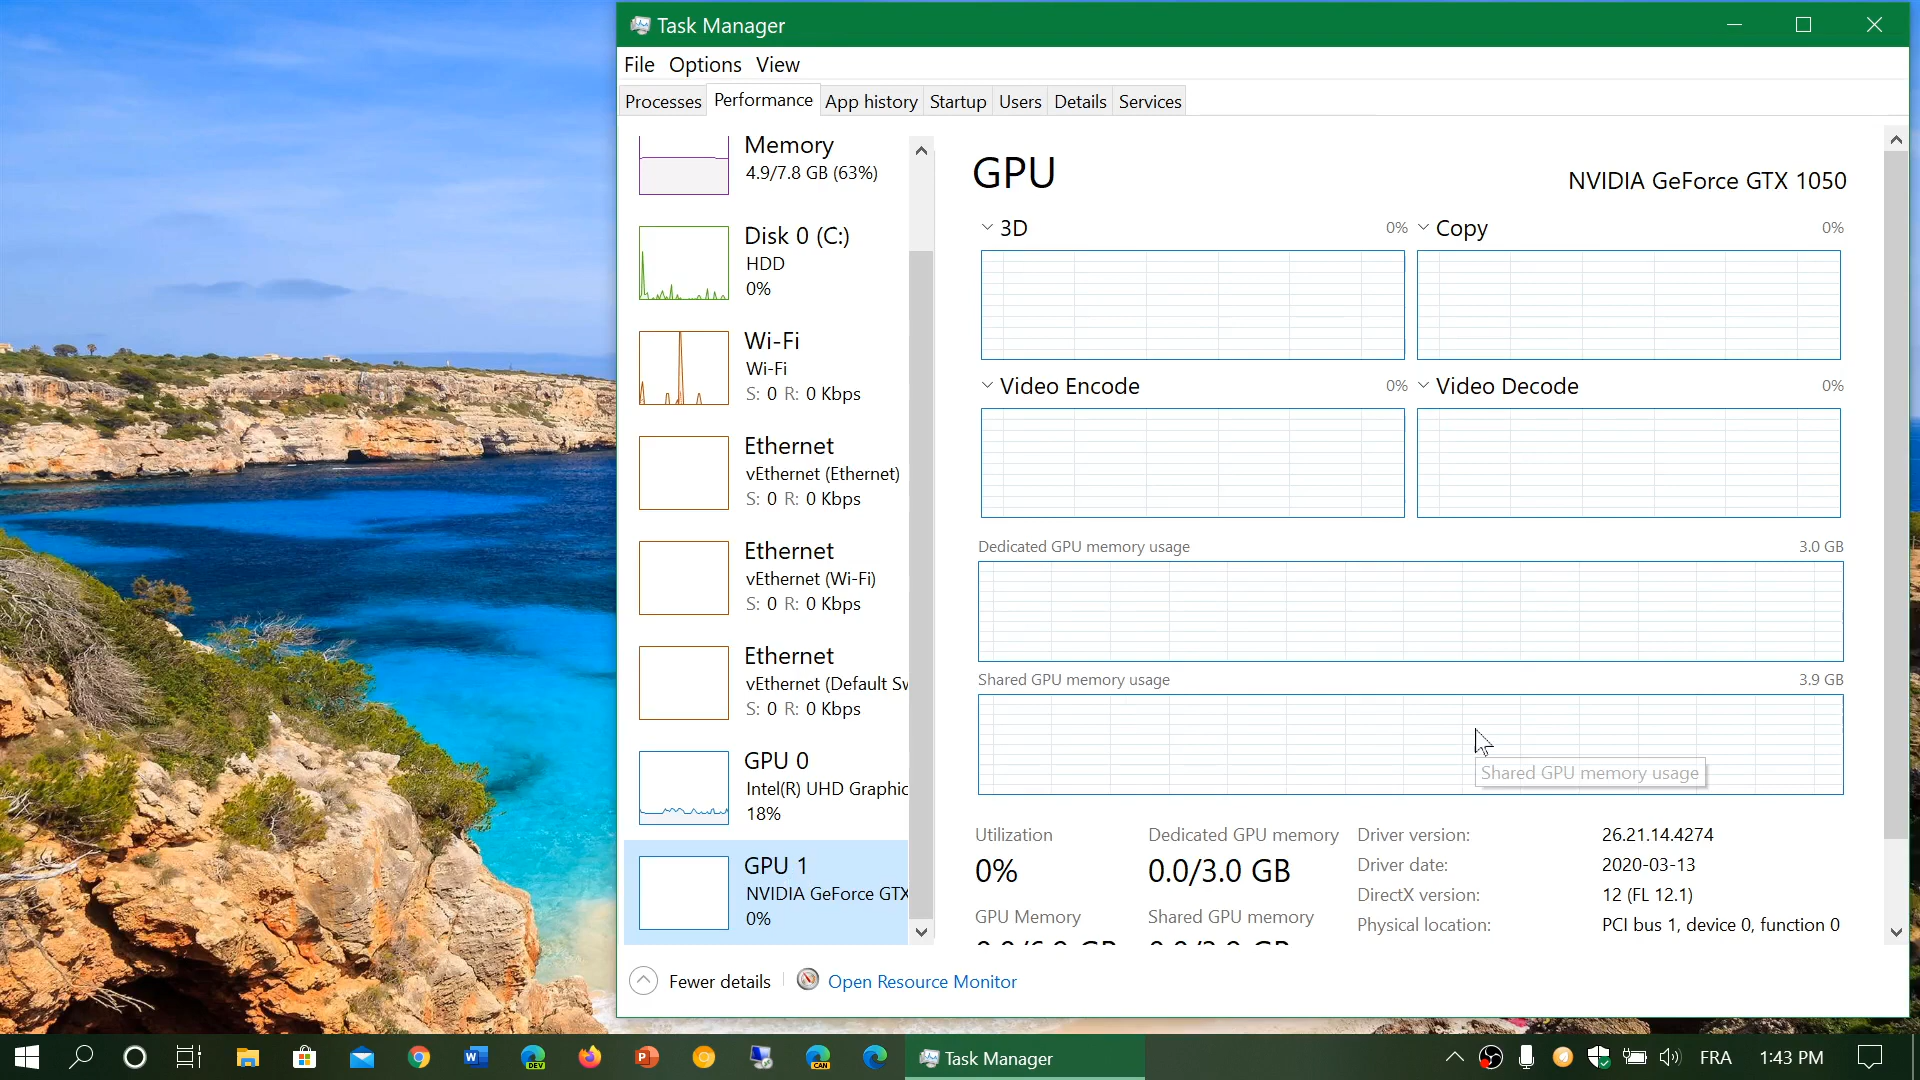 Task Manager
File Options View
Processes Performance App history Startup Users Details Services
Memory
4.9/7.8 GB (63%)
Disk 0 (C:)
HDD
0%
Wi-Fi
Wi-Fi
S: 0 R: 0 Kbps
Ethernet
vEthernet (Ethernet)
S: 0 R: 0 Kbps
Ethernet
vEthernet (Wi-Fi)
S: 0 R: 0 Kbps
Ethernet
vEthernet (Default Sw
S: 0 R: 0 Kbps
GPU 0
Intel(R) UHD Graphic
18%
GPU 1
NVIDIA GeForce GTX
0%
GPU
NVIDIA GeForce GTX 1050
3D 0% Copy 0%
Video Encode 0% Video Decode 0%
Dedicated GPU memory usage 3.0 GB
Shared GPU memory usage 3.9 GB
Shared GPU memory usage
Utilization
0%
Dedicated GPU memory
0.0/3.0 GB
GPU Memory
Shared GPU memory
Driver version: 26.21.14.4274
Driver date: 2020-03-13
DirectX version: 12 (FL 12.1)
Physical location: PCI bus 1, device 0, function 0
Fewer details Open Resource Monitor
W DEV P CAN Task Manager FRA 1:43 PM